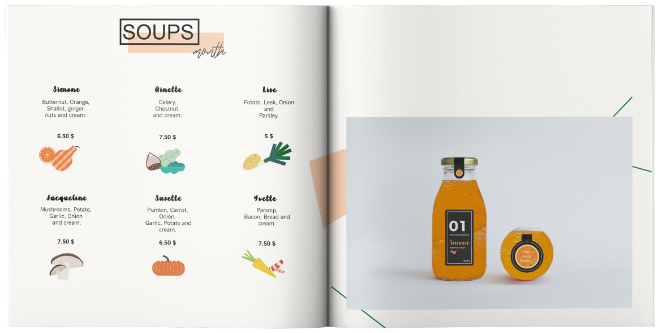 SOUPS
month
Simone
Butternut, Orange,
Shallot, ginger
nuts and cream.
6.50 $
Ginette
Celery,
Chestnut,
and cream.
7.50 $
Lise
Potato, Leek, Onion
and
Parsley.
5 $
Jacqueline
Mushrooms, Potato,
Garlic, Onion
and cream.
7.50 $
Suzette
Pumkin, Carrot,
Onion,
Garlic, Potato and
cream.
6.50 $
Yvette
Parsnip,
Bacon, Bread and
cream.
7.50 $
01
Simone